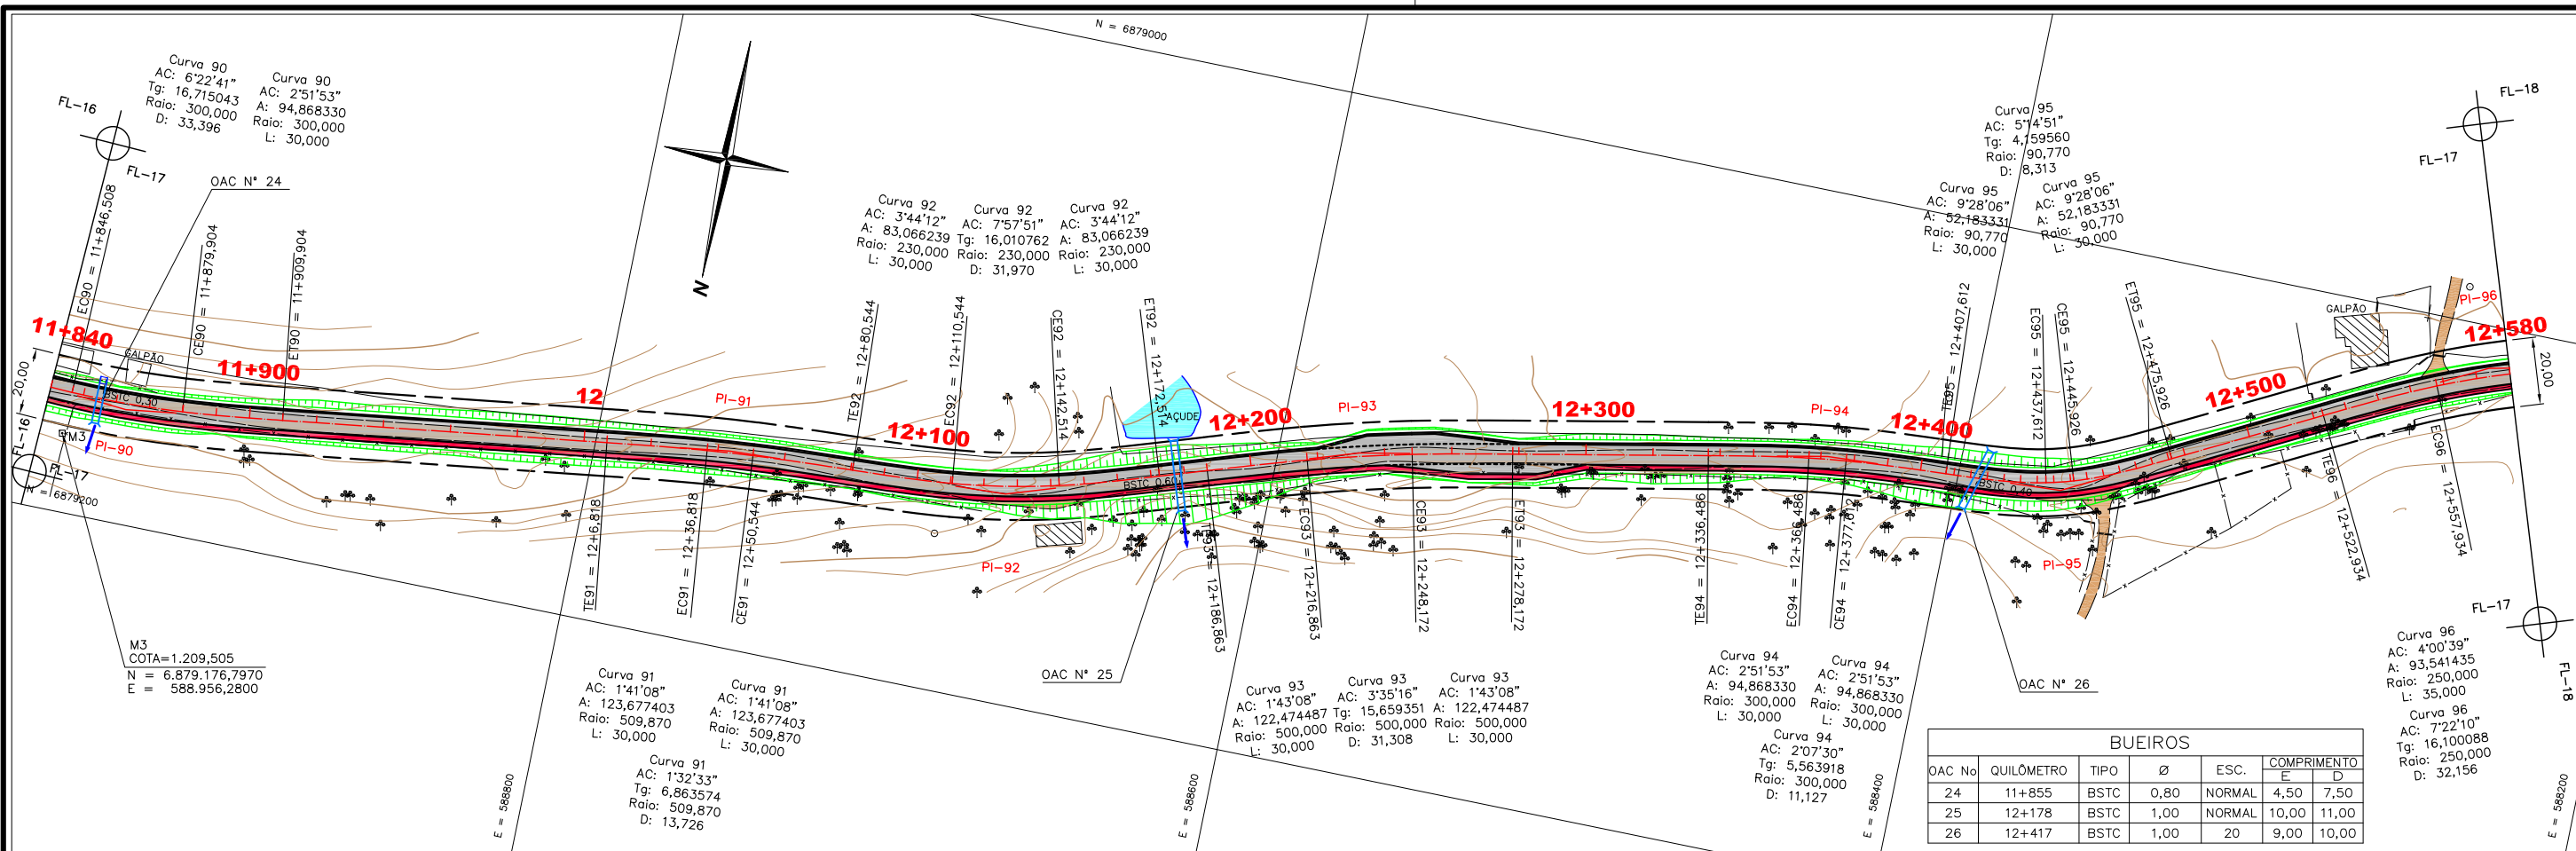 N = 6879000
Curva 90
AC: 6°22'41"
Tg: 16,715043
Raio: 300,000
D: 33,396
Curva 90
AC: 2°51'53"
A: 94,868330
Raio: 300,000
L: 30,000
FL-16
FL-17
OAC N° 24
EC90 = 11+846,508
CE90 = 11+879,904
ET90 = 11+909,904
N
Curva 92
AC: 3°44'12"
A: 83,066239
Raio: 230,000
L: 30,000
Curva 92
AC: 7°57'51"
Tg: 16,010762
Raio: 230,000
D: 31,970
Curva 92
AC: 3°44'12"
A: 83,066239
Raio: 230,000
L: 30,000
Curva 95
AC: 5°14'51"
Tg: 4,159560
Raio: 90,770
D: 8,313
Curva 95
AC: 9°28'06"
A: 52,183331
Raio: 90,770
L: 30,000
Curva 95
AC: 9°28'06"
A: 52,183331
Raio: 90,770
L: 30,000
FL-18
FL-17
TE92 = 12+80,544
EC92 = 12+110,544
CE92 = 12+142,514
ET92 = 12+172,514
TE95 = 12+407,612
EC95 = 12+437,612
CE95 = 12+445,926
ET95 = 12+475,926
GALPÃO
PI-96
11+840
GALPÃO
11+900
12
PI-91
12+100
AÇUDE
12+200
PI-93
12+300
PI-94
12+400
12+500
12+580
20,00
20,00
BSTC 0,30
BSTC 0,60
BSTC 0,40
M3
PI-90
FL-16
FL-17
N = 6879200
TE91 = 12+6,818
EC91 = 12+36,818
CE91 = 12+50,544
PI-92
TE93 = 12+186,863
EC93 = 12+216,863
CE93 = 12+248,172
ET93 = 12+278,172
TE94 = 12+336,486
EC94 = 12+366,486
CE94 = 12+377,612
PI-95
TE96 = 12+522,934
EC96 = 12+557,934
M3
COTA=1.209,505
N = 6.879.176,7970
E = 588.956,2800
OAC N° 25
OAC N° 26
FL-17
FL-18
Curva 91
AC: 1°41'08"
A: 123,677403
Raio: 509,870
L: 30,000
Curva 91
AC: 1°41'08"
A: 123,677403
Raio: 509,870
L: 30,000
Curva 91
AC: 1°32'33"
Tg: 6,863574
Raio: 509,870
D: 13,726
Curva 93
AC: 1°43'08"
A: 122,474487
Raio: 500,000
L: 30,000
Curva 93
AC: 3°35'16"
Tg: 15,659351
Raio: 500,000
D: 31,308
Curva 93
AC: 1°43'08"
A: 122,474487
Raio: 500,000
L: 30,000
Curva 94
AC: 2°51'53"
A: 94,868330
Raio: 300,000
L: 30,000
Curva 94
AC: 2°51'53"
A: 94,868330
Raio: 300,000
L: 30,000
Curva 94
AC: 2°07'30"
Tg: 5,563918
Raio: 300,000
D: 11,127
Curva 96
AC: 4°00'39"
A: 93,541435
Raio: 250,000
L: 35,000
Curva 96
AC: 7°22'10"
Tg: 16,100088
Raio: 250,000
D: 32,156
E = 588800
E = 588600
E = 588400
E = 588200
BUEIROS
OAC No QUILÔMETRO TIPO Ø ESC. COMPRIMENTO
E D
24 11+855 BSTC 0,80 NORMAL 4,50 7,50
25 12+178 BSTC 1,00 NORMAL 10,00 11,00
26 12+417 BSTC 1,00 20 9,00 10,00